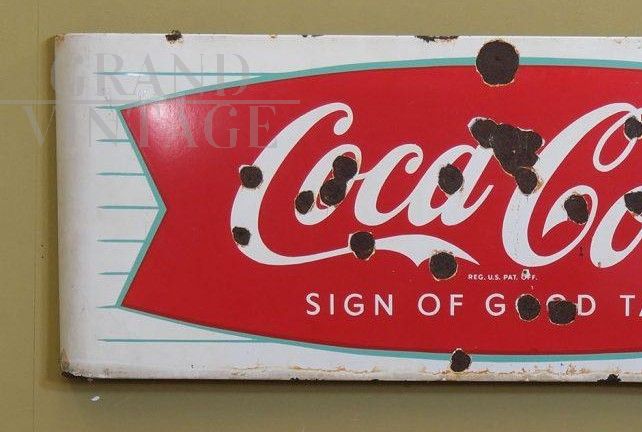 GRAND
VINTAGE
Coca Co
REG. U.S. PAT. OFF.
SIGN OF GOOD TA